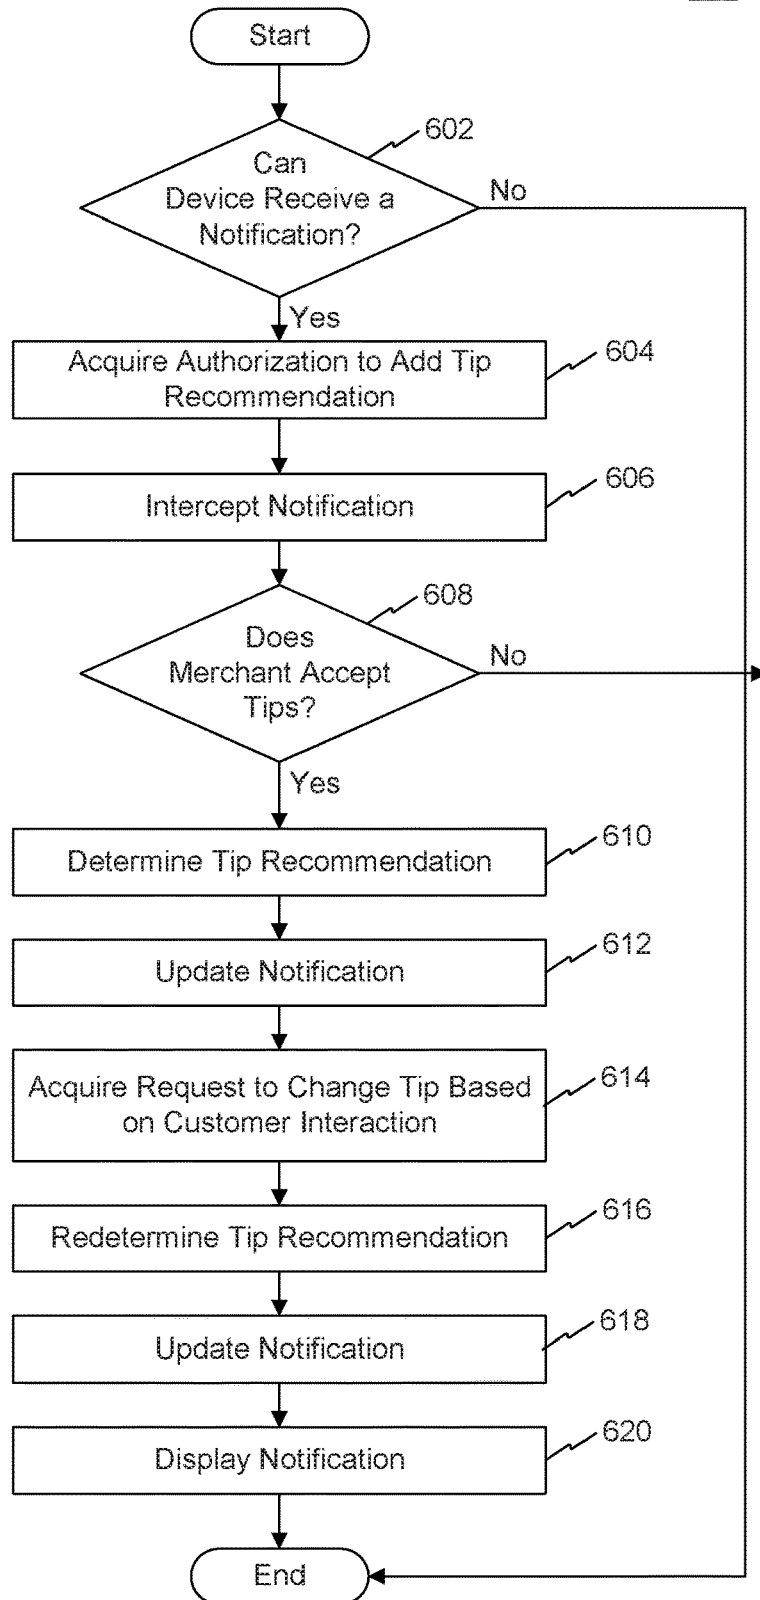 Start
602
Can
Device Receive a
Notification?
No
Yes
Acquire Authorization to Add Tip
Recommendation
604
Intercept Notification
606
608
Does
Merchant Accept
Tips?
No
Yes
Determine Tip Recommendation
610
Update Notification
612
Acquire Request to Change Tip Based
on Customer Interaction
614
Redetermine Tip Recommendation
616
Update Notification
618
Display Notification
620
End